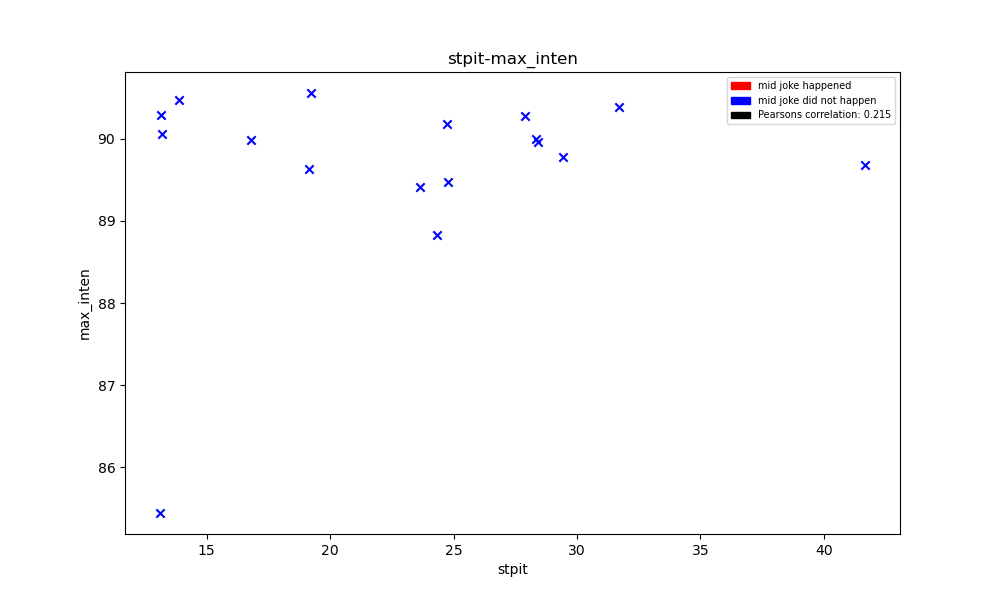 stpit-max_inten
mid joke happened
mid joke did not happen
Pearsons correlation: 0.215
90
89
88
87
86
max_inten
15 20 25 30 35 40
stpit